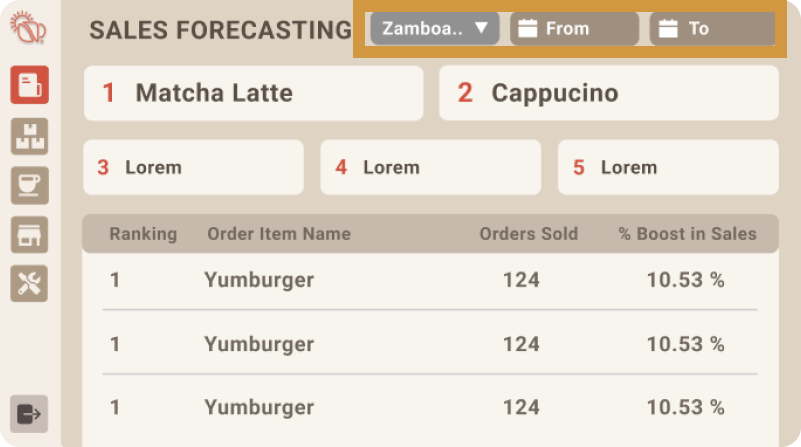 SALES FORECASTING Zamboa.. From To
1 Matcha Latte 2 Cappucino
3 Lorem 4 Lorem 5 Lorem
Ranking Order Item Name Orders Sold % Boost in Sales
1 Yumburger 124 10.53 %
1 Yumburger 124 10.53 %
1 Yumburger 124 10.53 %